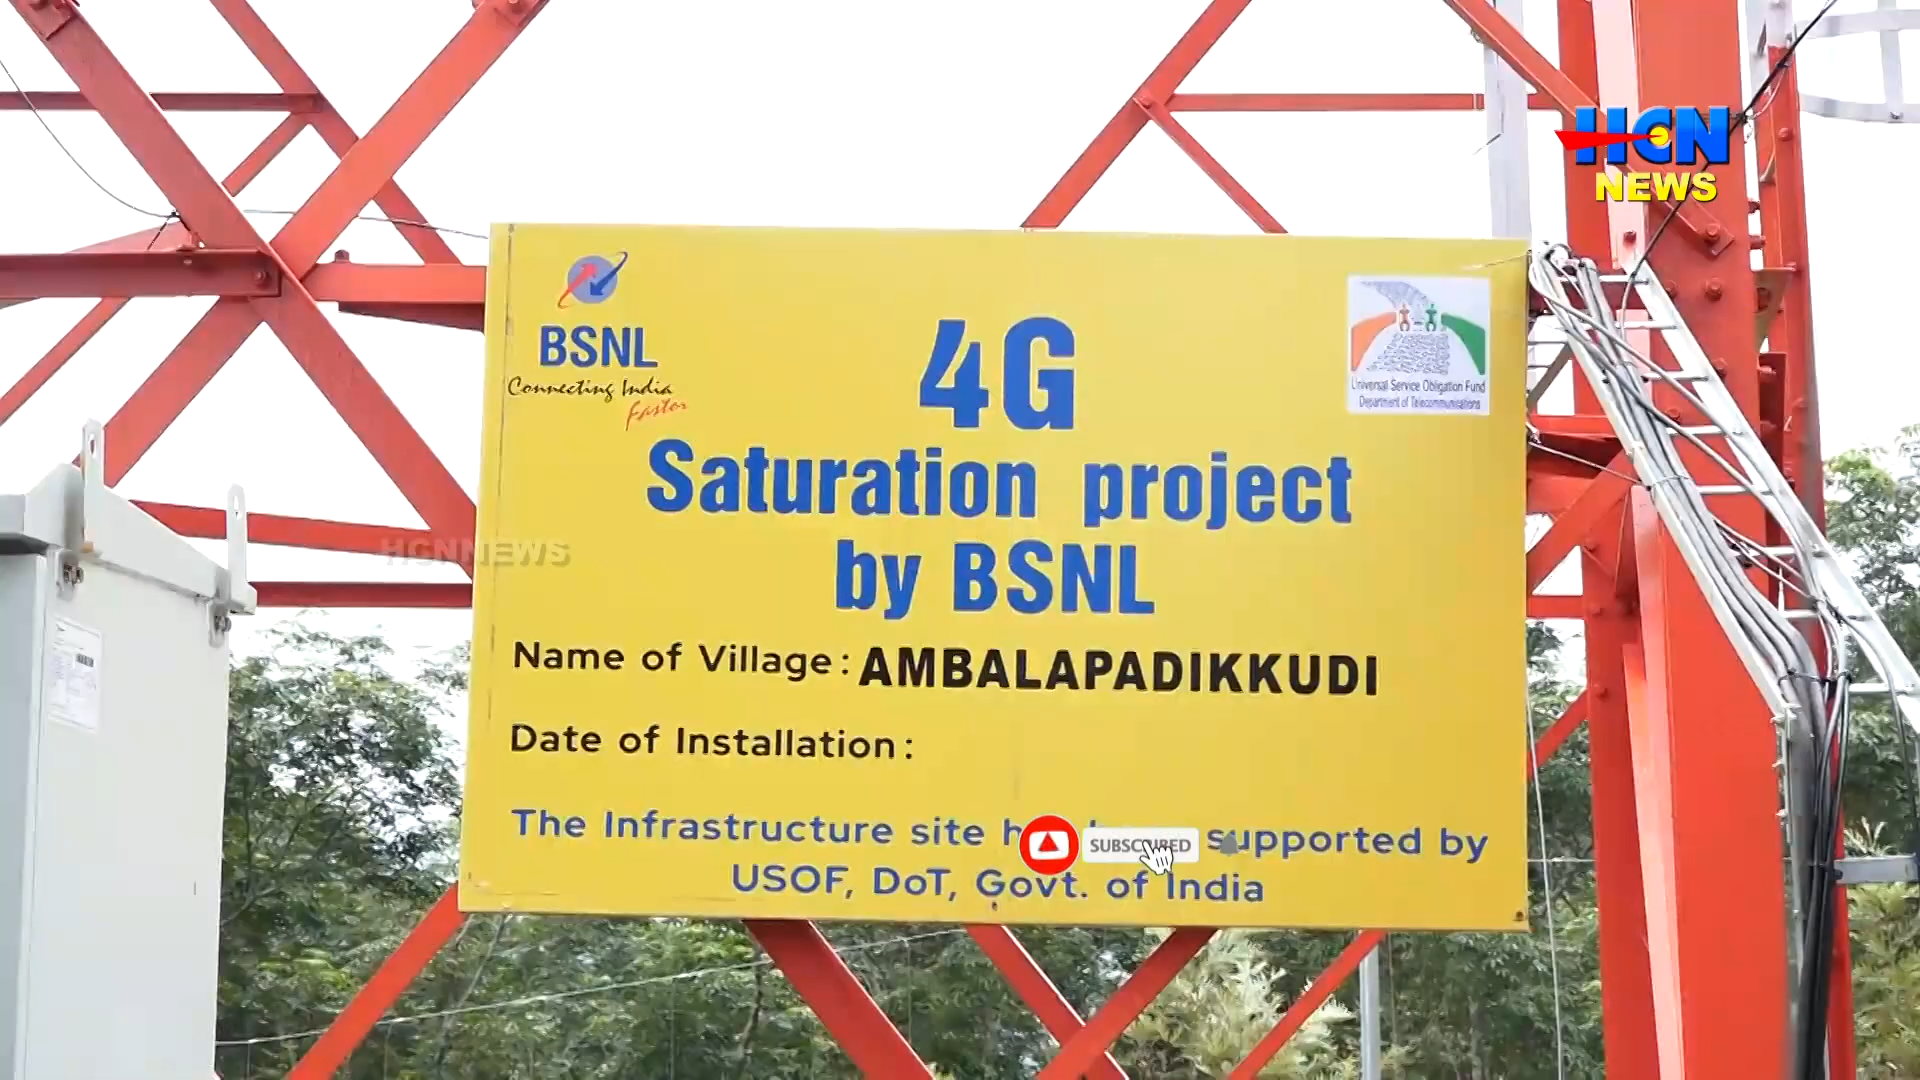 HCN
NEWS
BSNL
Connecting India
Faster
4G
Saturation project
by BSNL
Universal Service Obligation Fund
Department of Telecommunications
HCNNEWS
Name of Village : AMBALAPADIKKUDI
Date of Installation :
The Infrastructure site supported by
SUBSCRIBED
USOF, DoT, Govt. of India